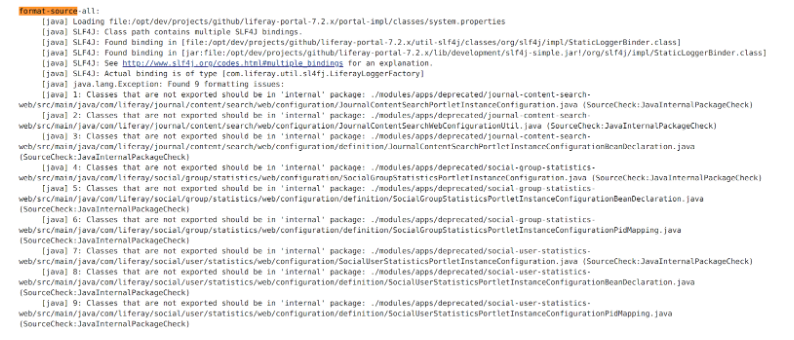 format-source-all:
[java] Loading file:/opt/dev/projects/github/liferay-portal-7.2.x/portal-impl/classes/system.properties
[java] SLF4J: Class path contains multiple SLF4J bindings.
[java] SLF4J: Found binding in [file:/opt/dev/projects/github/liferay-portal-7.2.x/util-slf4j/classes/org/slf4j/impl/StaticLoggerBinder.class]
[java] SLF4J: Found binding in [jar:file:/opt/dev/projects/github/liferay-portal-7.2.x/lib/development/slf4j-simple.jar!/org/slf4j/impl/StaticLoggerBinder.class]
[java] SLF4J: See http://www.slf4j.org/codes.html#multiple_bindings for an explanation.
[java] SLF4J: Actual binding is of type [com.liferay.util.sl4fj.LiferayLoggerFactory]
[java] java.lang.Exception: Found 9 formatting issues:
[java] 1: Classes that are not exported should be in 'internal' package: ./modules/apps/deprecated/journal-content-search-
web/src/main/java/com/liferay/journal/content/search/web/configuration/JournalContentSearchPortletInstanceConfiguration.java (SourceCheck:JavaInternalPackageCheck)
[java] 2: Classes that are not exported should be in 'internal' package: ./modules/apps/deprecated/journal-content-search-
web/src/main/java/com/liferay/journal/content/search/web/configuration/JournalContentSearchWebConfigurationUtil.java (SourceCheck:JavaInternalPackageCheck)
[java] 3: Classes that are not exported should be in 'internal' package: ./modules/apps/deprecated/journal-content-search-
web/src/main/java/com/liferay/journal/content/search/web/configuration/definition/JournalContentSearchPortletInstanceConfigurationBeanDeclaration.java
(SourceCheck:JavaInternalPackageCheck)
[java] 4: Classes that are not exported should be in 'internal' package: ./modules/apps/deprecated/social-group-statistics-
web/src/main/java/com/liferay/social/group/statistics/web/configuration/SocialGroupStatisticsPortletInstanceConfiguration.java (SourceCheck:JavaInternalPackageCheck)
[java] 5: Classes that are not exported should be in 'internal' package: ./modules/apps/deprecated/social-group-statistics-
web/src/main/java/com/liferay/social/group/statistics/web/configuration/definition/SocialGroupStatisticsPortletInstanceConfigurationBeanDeclaration.java
(SourceCheck:JavaInternalPackageCheck)
[java] 6: Classes that are not exported should be in 'internal' package: ./modules/apps/deprecated/social-group-statistics-
web/src/main/java/com/liferay/social/group/statistics/web/configuration/definition/SocialGroupStatisticsPortletInstanceConfigurationPidMapping.java
(SourceCheck:JavaInternalPackageCheck)
[java] 7: Classes that are not exported should be in 'internal' package: ./modules/apps/deprecated/social-user-statistics-
web/src/main/java/com/liferay/social/user/statistics/web/configuration/SocialUserStatisticsPortletInstanceConfiguration.java (SourceCheck:JavaInternalPackageCheck)
[java] 8: Classes that are not exported should be in 'internal' package: ./modules/apps/deprecated/social-user-statistics-
web/src/main/java/com/liferay/social/user/statistics/web/configuration/definition/SocialUserStatisticsPortletInstanceConfigurationBeanDeclaration.java
(SourceCheck:JavaInternalPackageCheck)
[java] 9: Classes that are not exported should be in 'internal' package: ./modules/apps/deprecated/social-user-statistics-
web/src/main/java/com/liferay/social/user/statistics/web/configuration/definition/SocialUserStatisticsPortletInstanceConfigurationPidMapping.java
(SourceCheck:JavaInternalPackageCheck)